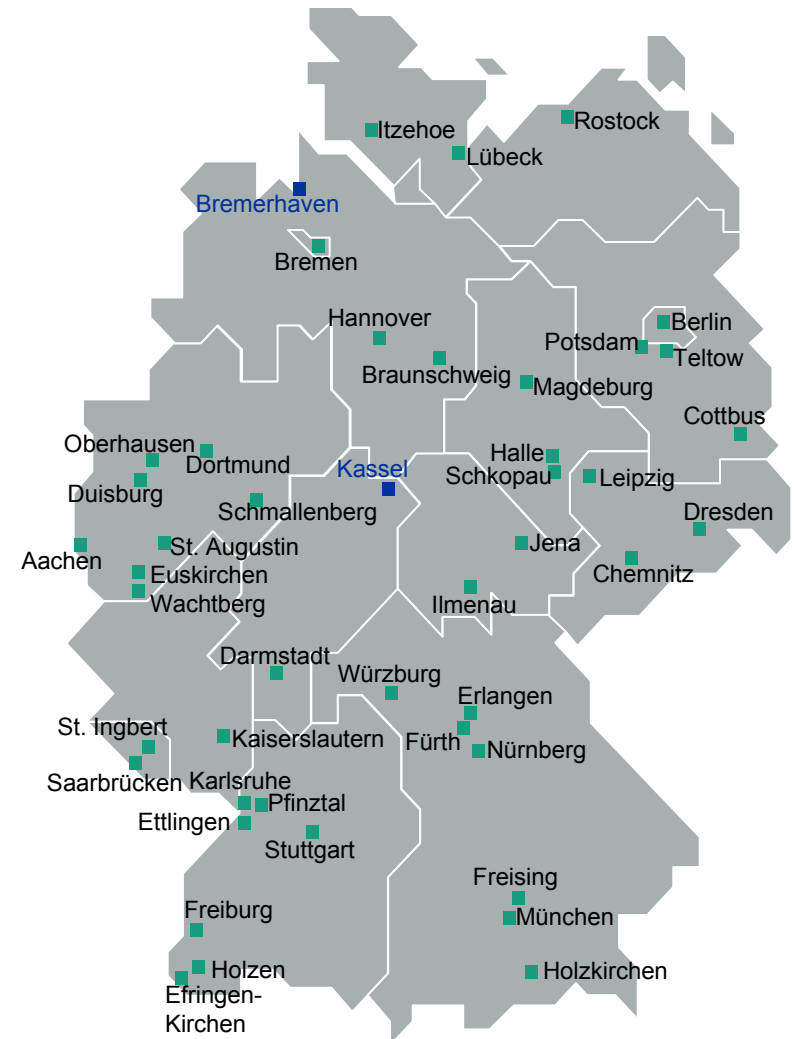 Itzehoe
Rostock
Lübeck
Bremerhaven
Bremen
Hannover
Berlin
Potsdam
Teltow
Braunschweig
Magdeburg
Cottbus
Oberhausen
Dortmund
Halle
Kassel
Schkopau
Leipzig
Duisburg
Schmallenberg
Dresden
St. Augustin
Jena
Aachen
Euskirchen
Chemnitz
Wachtberg
Ilmenau
Darmstadt
Würzburg
Erlangen
St. Ingbert
Kaiserslautern
Fürth
Nürnberg
Saarbrücken
Karlsruhe
Pfinztal
Ettlingen
Stuttgart
Freising
Freiburg
München
Holzen
Holzkirchen
Efringen-
Kirchen